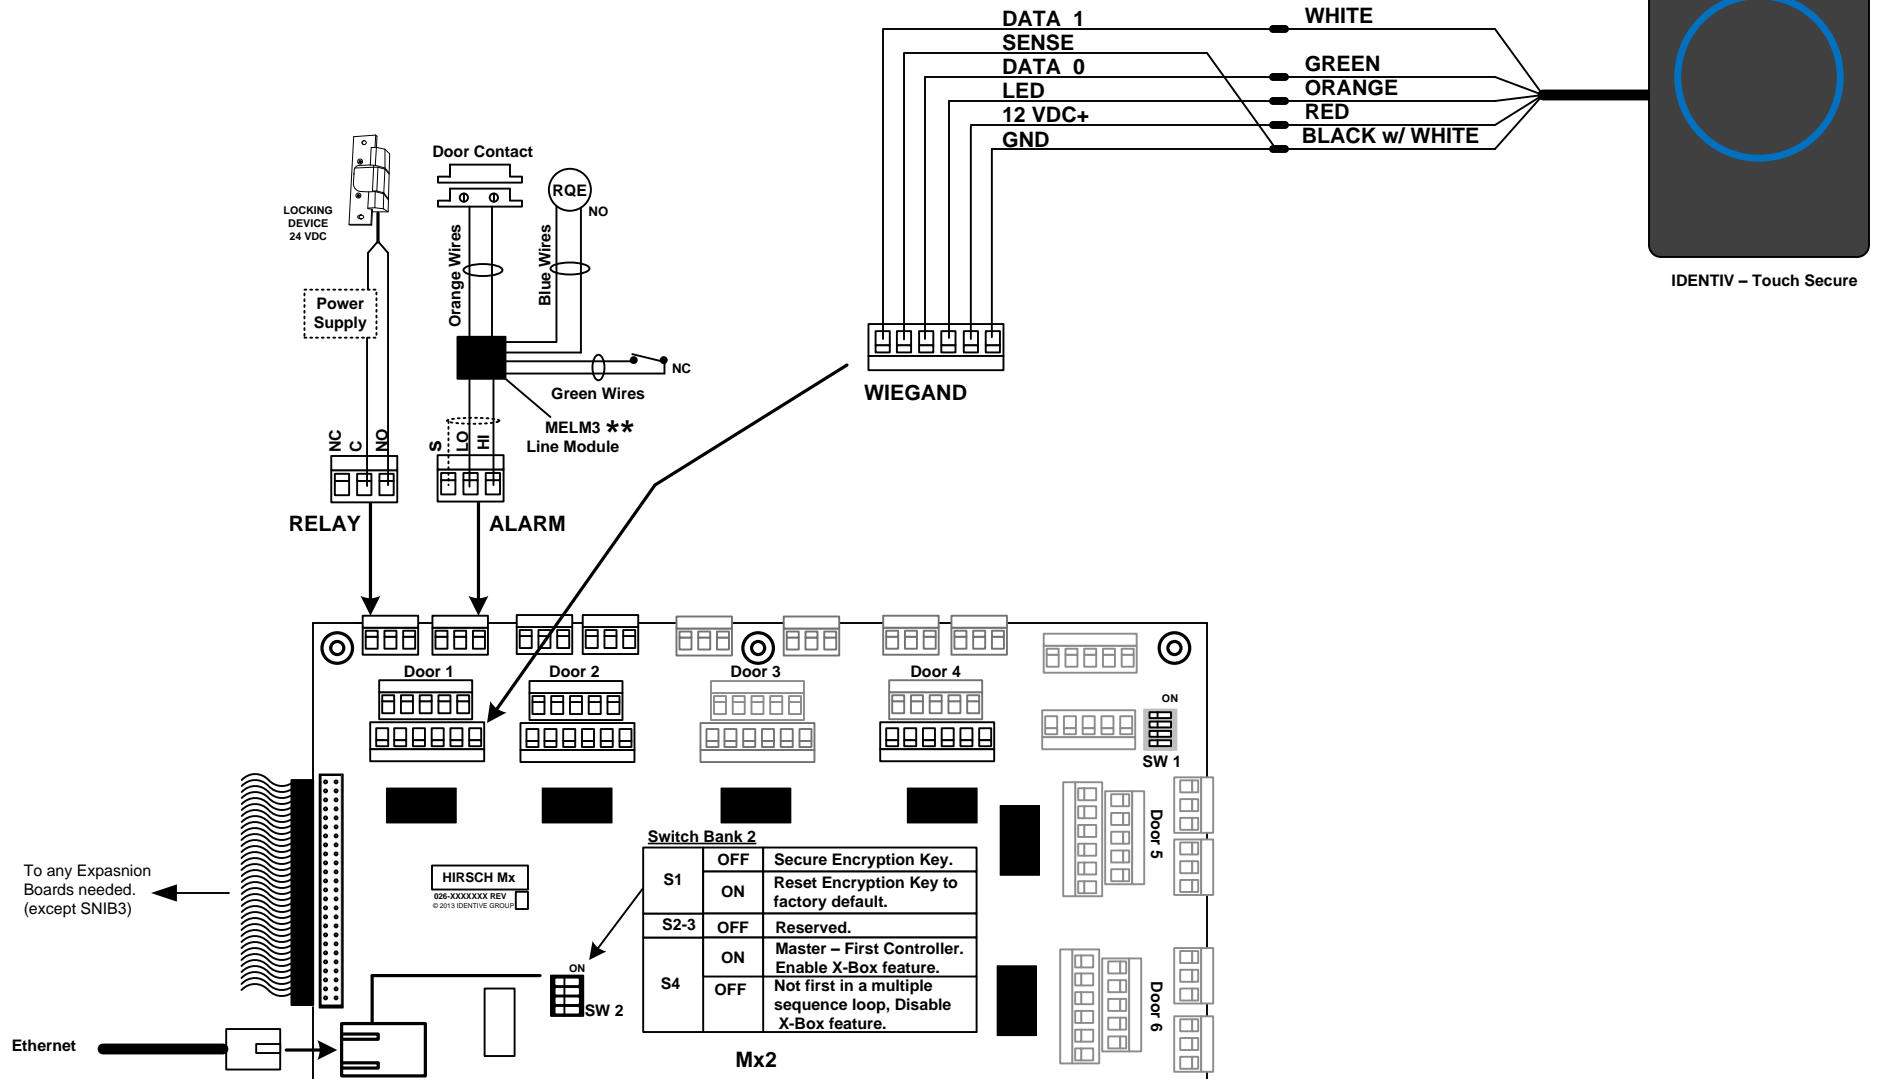 DATA 1
WHITE
SENSE
DATA 0
GREEN
LED
ORANGE
12 VDC+
RED
GND
BLACK w/ WHITE
IDENTIV – Touch Secure
Door Contact
RQE
NO
LOCKING
DEVICE
24 VDC
Orange Wires
Blue Wires
Power
Supply
NC
Green Wires
MELM3 **
Line Module
WIEGAND
NC
C
NO
S
LO
HI
RELAY
ALARM
Door 1
Door 2
Door 3
Door 4
ON
SW 1
Door 5
Door 6
To any Expasnion
Boards needed.
(except SNIB3)
HIRSCH Mx
026-XXXXXXX REV
© 2013 IDENTIVE GROUP
Switch Bank 2
S1
OFF
Secure Encryption Key.
ON
Reset Encryption Key to
factory default.
S2-3
OFF
Reserved.
S4
ON
Master – First Controller.
Enable X-Box feature.
OFF
Not first in a multiple
sequence loop, Disable
X-Box feature.
ON
SW 2
Ethernet
Mx2